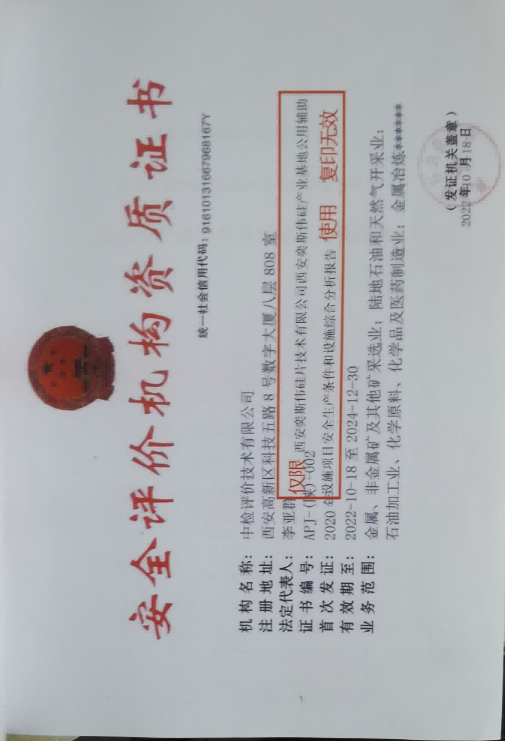 安全评价机构资质证书
统一社会信用代码：91610131667968167Y
机构名称：中检评价技术有限公司
注册地址：西安高新区科技五路8号数字大厦八层808室
法定代表人：李亚群
证书编号：APJ-(陕)-002
首次发证：2020
有效期至：2022-10-18至2024-12-30
业务范围：金属、非金属矿及其他矿采选业；陆地石油和天然气开采业；
石油加工业、化学原料、化学品及医药制造业；金属冶炼******
仅限 西安奕斯伟硅片技术有限公司西安奕斯伟硅产业基地公用辅助
设施项目安全生产条件和设施综合分析报告 使用 复印无效
（发证机关盖章）
2022年10月18日